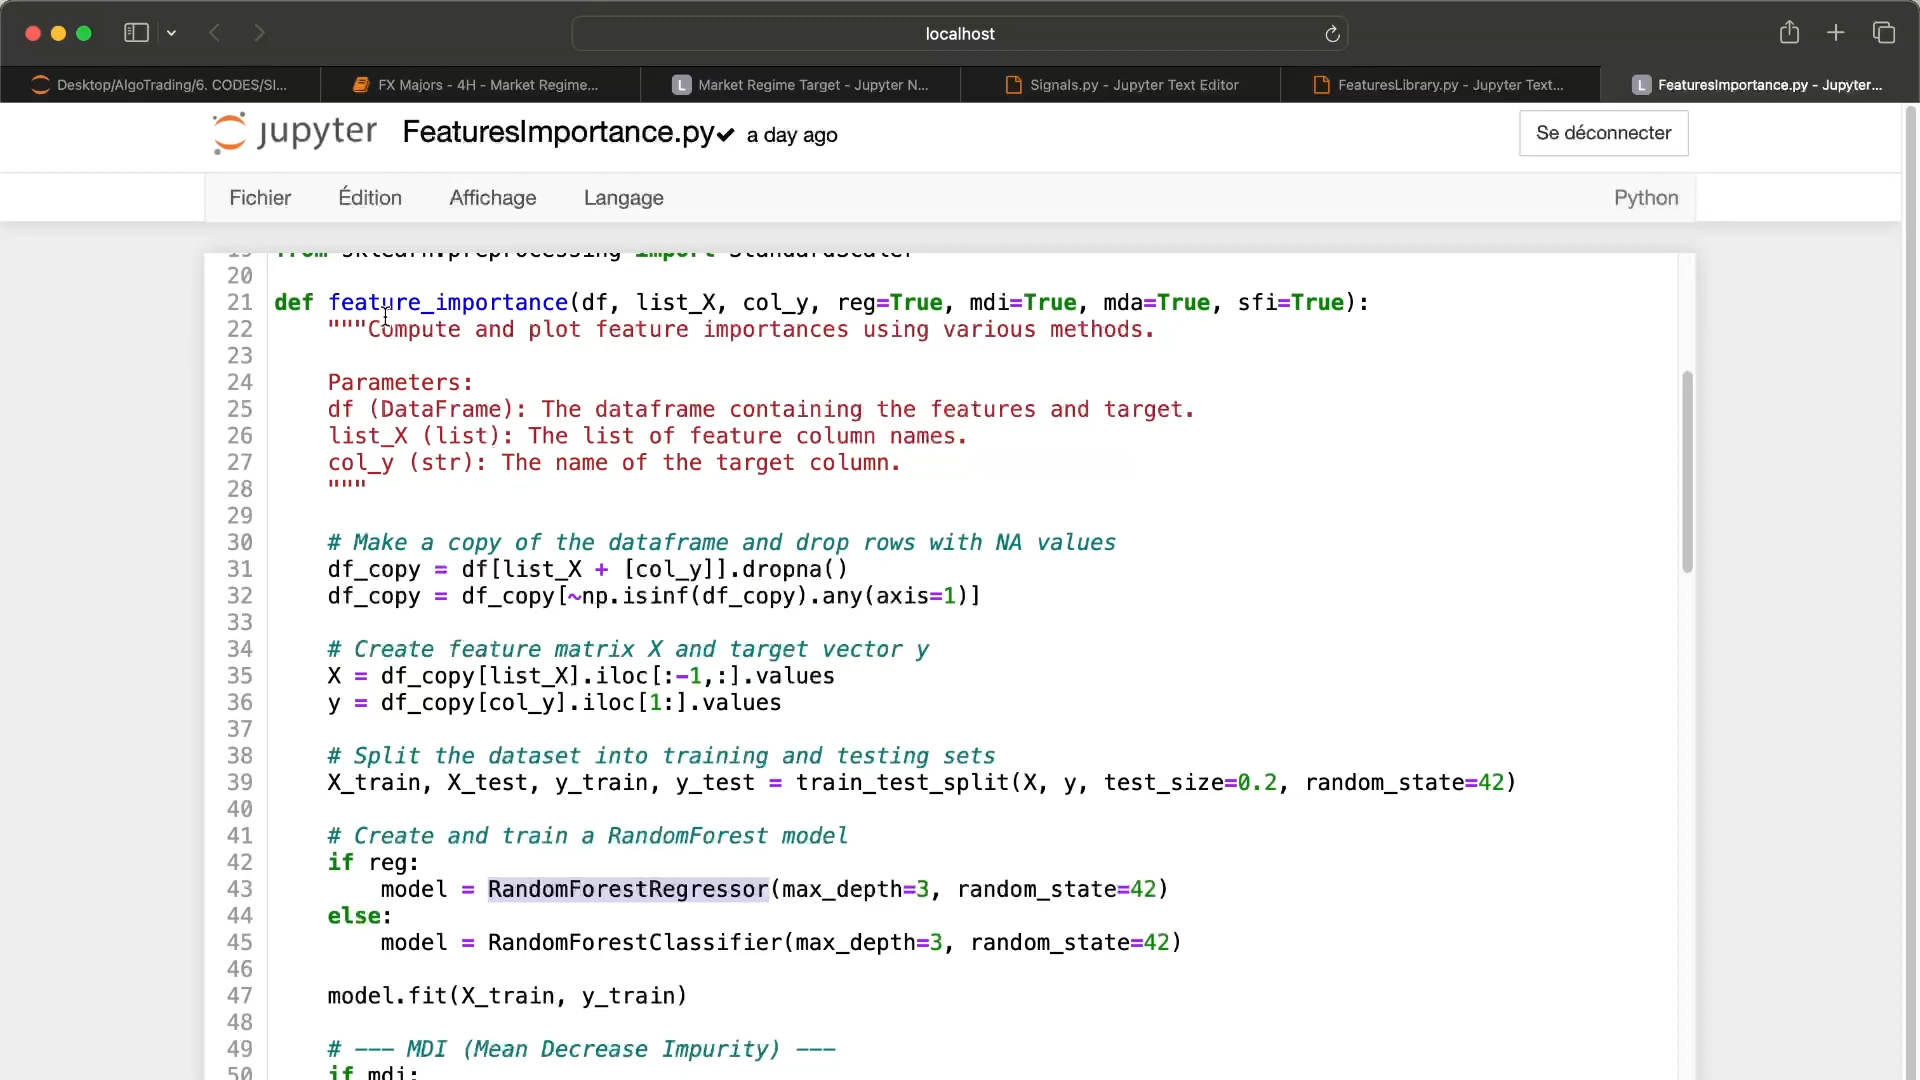 localhost
Desktop/AlgoTrading/6. CODES/SI...
FX Majors - 4H - Market Regime...
L Market Regime Target - Jupyter N...
Signals.py - Jupyter Text Editor
FeaturesLibrary.py - Jupyter Text...
L FeaturesImportance.py - Jupyter...
jupyter FeaturesImportance.py✔ a day ago
Se déconnecter
Fichier Édition Affichage Langage Python
19 from sklearn.preprocessing import StandardScaler
20
21 def feature_importance(df, list_X, col_y, reg=True, mdi=True, mda=True, sfi=True):
22     """Compute and plot feature importances using various methods.
23
24     Parameters:
25     df (DataFrame): The dataframe containing the features and target.
26     list_X (list): The list of feature column names.
27     col_y (str): The name of the target column.
28     """
29
30     # Make a copy of the dataframe and drop rows with NA values
31     df_copy = df[list_X + [col_y]].dropna()
32     df_copy = df_copy[~np.isinf(df_copy).any(axis=1)]
33
34     # Create feature matrix X and target vector y
35     X = df_copy[list_X].iloc[:-1,:].values
36     y = df_copy[col_y].iloc[1:].values
37
38     # Split the dataset into training and testing sets
39     X_train, X_test, y_train, y_test = train_test_split(X, y, test_size=0.2, random_state=42)
40
41     # Create and train a RandomForest model
42     if reg:
43         model = RandomForestRegressor(max_depth=3, random_state=42)
44     else:
45         model = RandomForestClassifier(max_depth=3, random_state=42)
46
47     model.fit(X_train, y_train)
48
49     # --- MDI (Mean Decrease Impurity) ---
50     if mdi: